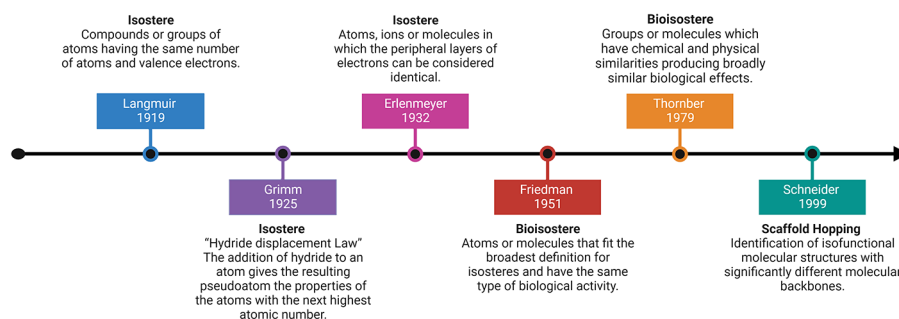 Isostere
Compounds or groups of
atoms having the same number
of atoms and valence electrons.
Langmuir
1919
Isostere
Atoms, ions or molecules in
which the peripheral layers of
electrons can be considered
identical.
Erlenmeyer
1932
Bioisostere
Groups or molecules which
have chemical and physical
similarities producing broadly
similar biological effects.
Thornber
1979
Grimm
1925
Isostere
“Hydride displacement Law”
The addition of hydride to an
atom gives the resulting
pseudoatom the properties of
the atoms with the next highest
atomic number.
Friedman
1951
Bioisostere
Atoms or molecules that fit the
broadest definition for
isosteres and have the same
type of biological activity.
Schneider
1999
Scaffold Hopping
Identification of isofunctional
molecular structures with
significantly different molecular
backbones.